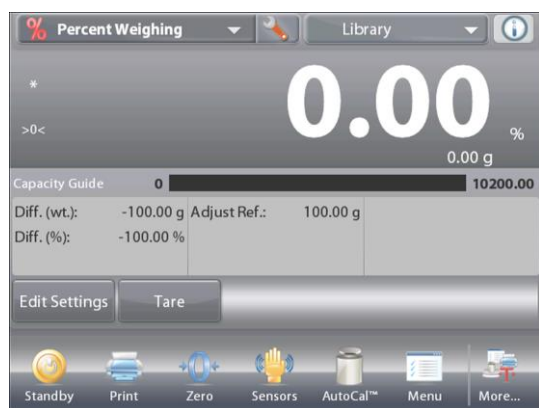 % Percent Weighing Library
*
0.00 %
>0<
0.00 g
Capacity Guide 0 10200.00
Diff. (wt.): -100.00 g Adjust Ref.: 100.00 g
Diff. (%): -100.00 %
Edit Settings Tare
Standby Print Zero Sensors AutoCal™ Menu More...